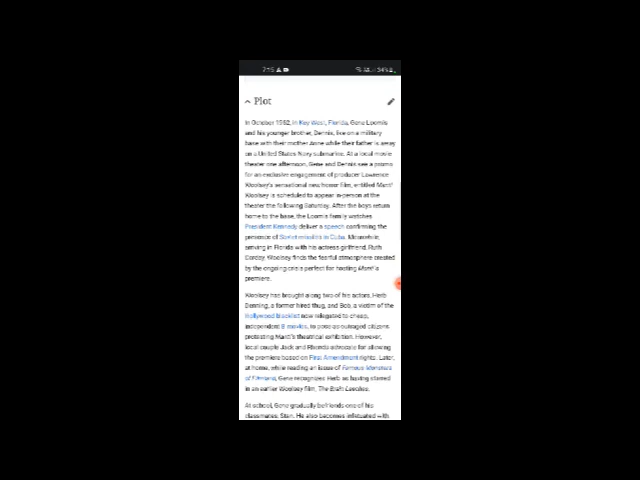 7:15
54%
Plot
In October 1962, in Key West, Florida, Gene Loomis
and his younger brother, Dennis, live on a military
base with their mother Anne while their father is away
on a United States Navy submarine. At a local movie
theater one afternoon, Gene and Dennis see a promo
for an exclusive engagement of producer Lawrence
Woolsey's sensational new horror film, entitled Mant!
Woolsey is scheduled to appear in-person at the
theater the following Saturday. After the boys return
home to the base, the Loomis family watches
President Kennedy deliver a speech confirming the
presence of Soviet missiles in Cuba. Meanwhile,
arriving in Florida with his actress girlfriend, Ruth
Corday, Woolsey finds the fearful atmosphere created
by the ongoing crisis perfect for hosting Mant!'s
premiere.
Woolsey has brought along two of his actors, Herb
Denning, a former hired thug, and Bob, a victim of the
Hollywood blacklist now relegated to cheap,
independent B movies, to pose as outraged citizens
protesting Mant!'s theatrical exhibition. However,
local couple Jack and Rhonda advocate for allowing
the premiere based on First Amendment rights. Later,
at home, while reading an issue of Famous Monsters
of Filmland, Gene recognizes Herb as having starred
in an earlier Woolsey film, The Brain Leeches.
At school, Gene gradually befriends one of his
classmates, Stan. He also becomes infatuated with